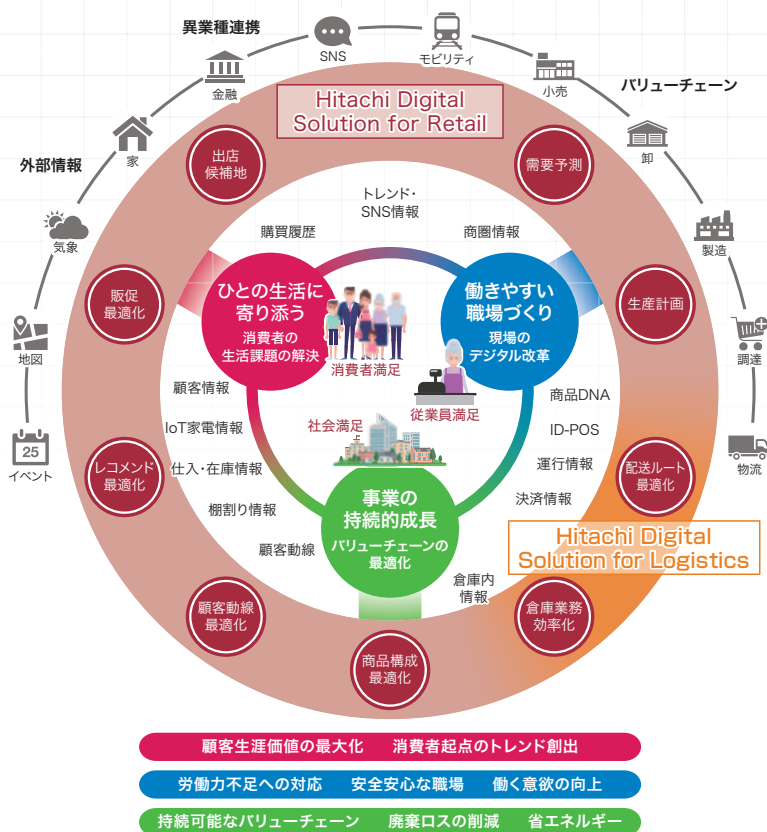 異業種連携
SNS
モビリティ
金融
小売
バリューチェーン
Hitachi Digital
Solution for Retail
家
卸
外部情報
出店
候補地
需要予測
トレンド・
SNS情報
気象
購買履歴
商圏情報
製造
販促
最適化
ひとの生活に
寄り添う
消費者の
生活課題の解決
働きやすい
職場づくり
現場の
デジタル改革
生産計画
地図
調達
消費者満足
顧客情報
商品DNA
従業員満足
IoT家電情報
社会満足
ID-POS
25
イベント
レコメンド
最適化
仕入・在庫情報
運行情報
配送ルート
最適化
物流
棚割り情報
事業の
持続的成長
バリューチェーンの
最適化
決済情報
顧客動線
Hitachi Digital
Solution for Logistics
倉庫内
情報
顧客動線
最適化
倉庫業務
効率化
商品構成
最適化
顧客生涯価値の最大化 消費者起点のトレンド創出
労働力不足への対応 安全安心な職場 働く意欲の向上
持続可能なバリューチェーン 廃棄ロスの削減 省エネルギー